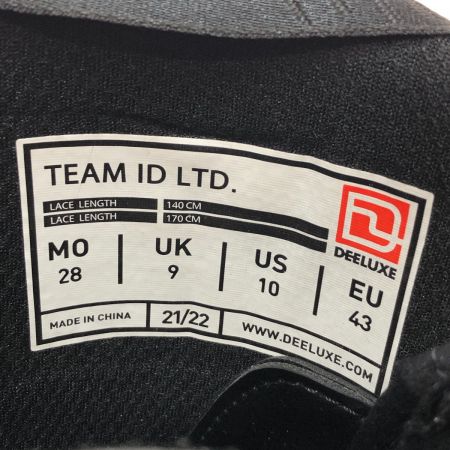 TEAM ID LTD.
LACE LENGTH 140 CM
LACE LENGTH 170 CM
DEELUXE
MO UK US EU
28 9 10 43
MADE IN CHINA 21/22 WWW.DEELUXE.COM